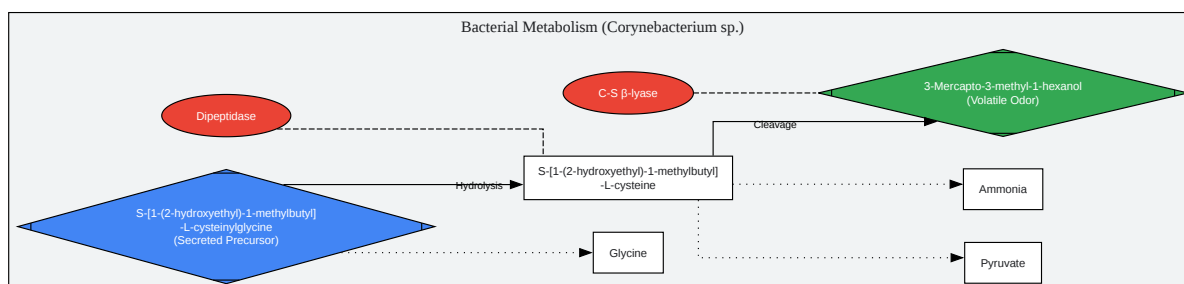 Bacterial Metabolism (Corynebacterium sp.)
C-S β-lyase
3-Mercapto-3-methyl-1-hexanol
(Volatile Odor)
Dipeptidase
Cleavage
S-[1-(2-hydroxyethyl)-1-methylbutyl]
-L-cysteine
Hydrolysis
Ammonia
S-[1-(2-hydroxyethyl)-1-methylbutyl]
-L-cysteinylglycine
(Secreted Precursor)
Glycine
Pyruvate